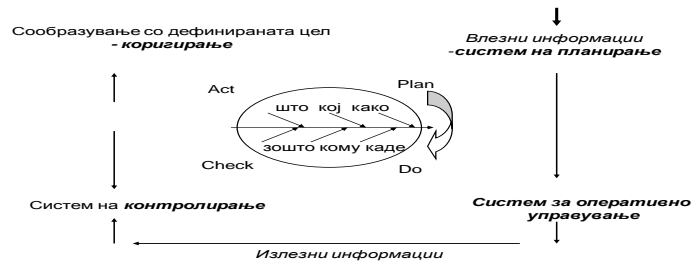 Сообразување со дефинираната цел
- коригирање
Влезни информации
-систем на планирање
Act
Plan
што кој како
зошто кому каде
Check
Do
Систем на контролирање
Систем за оперативно
управување
Излезни информации